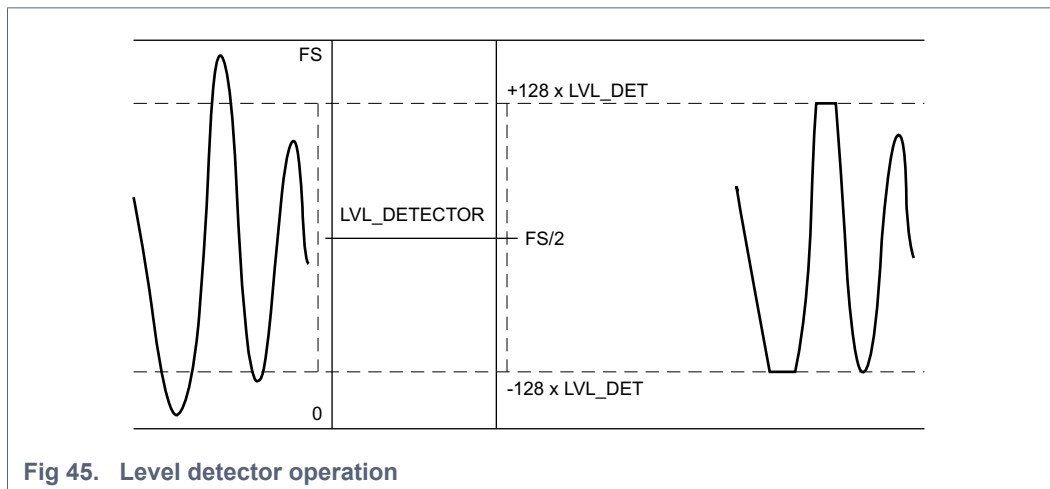 FS
+128 x LVL_DET
LVL_DETECTOR
FS/2
-128 x LVL_DET
0
Fig 45. Level detector operation